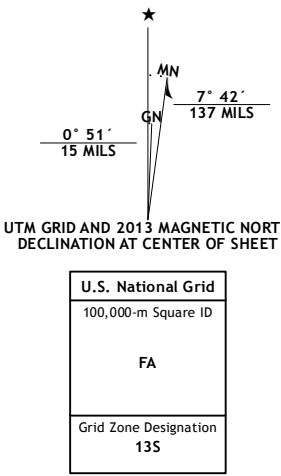 ★
MN
7° 42´
137 MILS
GN
0° 51´
15 MILS
UTM GRID AND 2013 MAGNETIC NORT
DECLINATION AT CENTER OF SHEET
U.S. National Grid
100,000-m Square ID
FA
Grid Zone Designation
13S